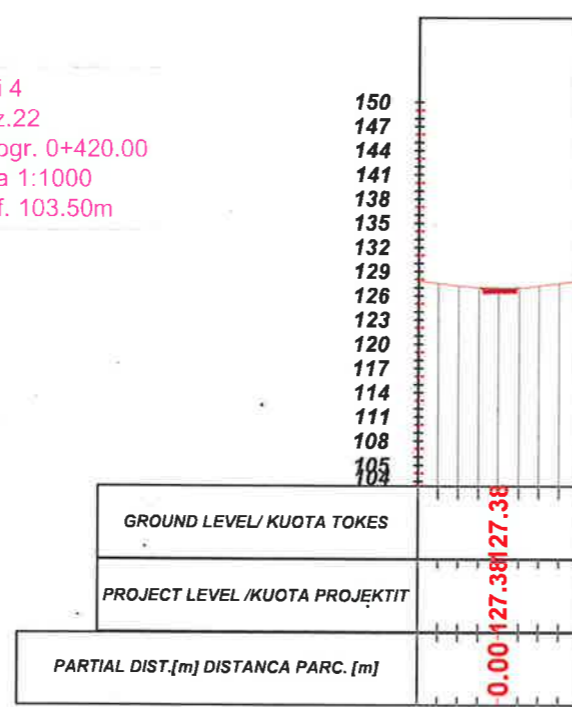 i 4
z.22
ogr. 0+420.00
a 1:1000
f. 103.50m
150
147
144
141
138
135
132
129
126
123
120
117
114
111
108
105
104
GROUND LEVEL/ KUOTA TOKES
127.38
PROJECT LEVEL /KUOTA PROJEKTIT
127.38
PARTIAL DIST.[m] DISTANCA PARC. [m]
0.00